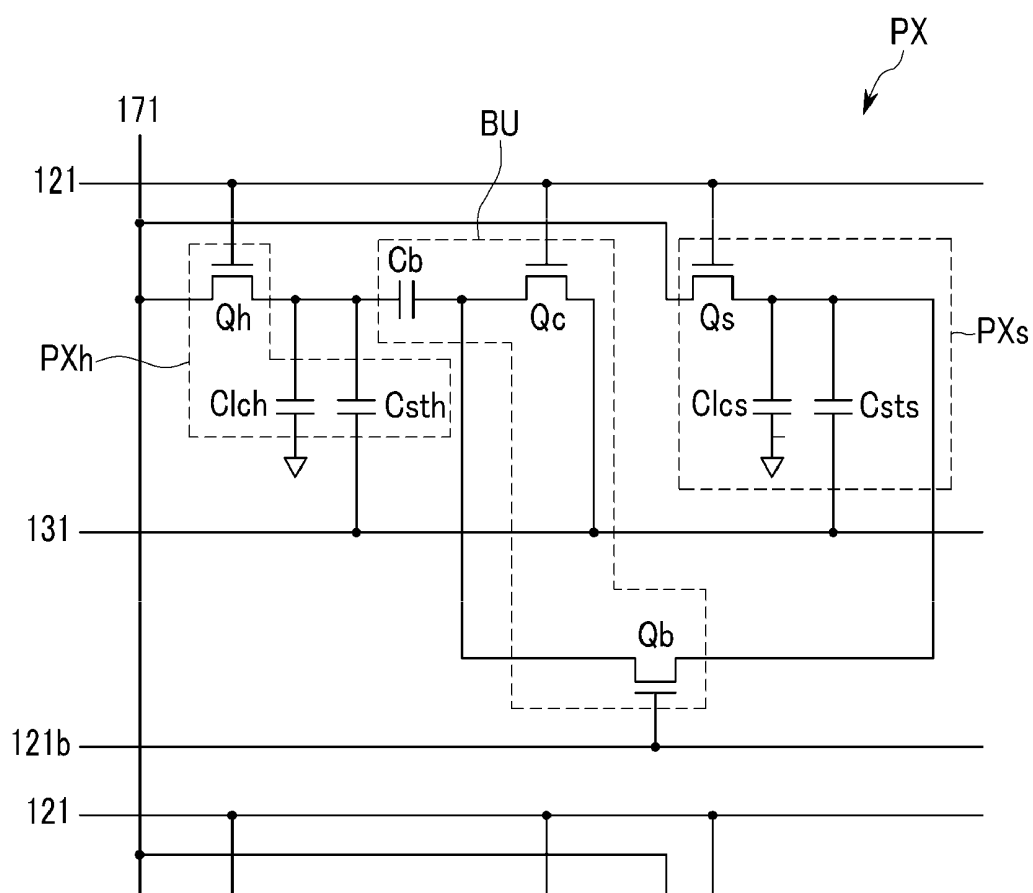 PX
171
BU
121
Cb
Qh
Qc
Qs
PXh
PXs
Clch
Csth
Clcs
Csts
131
Qb
121b
121